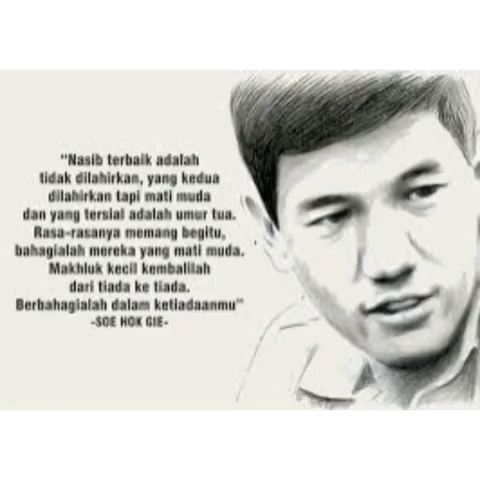 "Nasib terbaik adalah
tidak dilahirkan, yang kedua
dilahirkan tapi mati muda
dan yang tersial adalah umur tua.
Rasa-rasanya memang begitu,
bahagialah mereka yang mati muda.
Makhluk kecil kembalilah
dari tiada ke tiada.
Berbahagialah dalam ketiadaanmu"
-SOE HOK GIE-